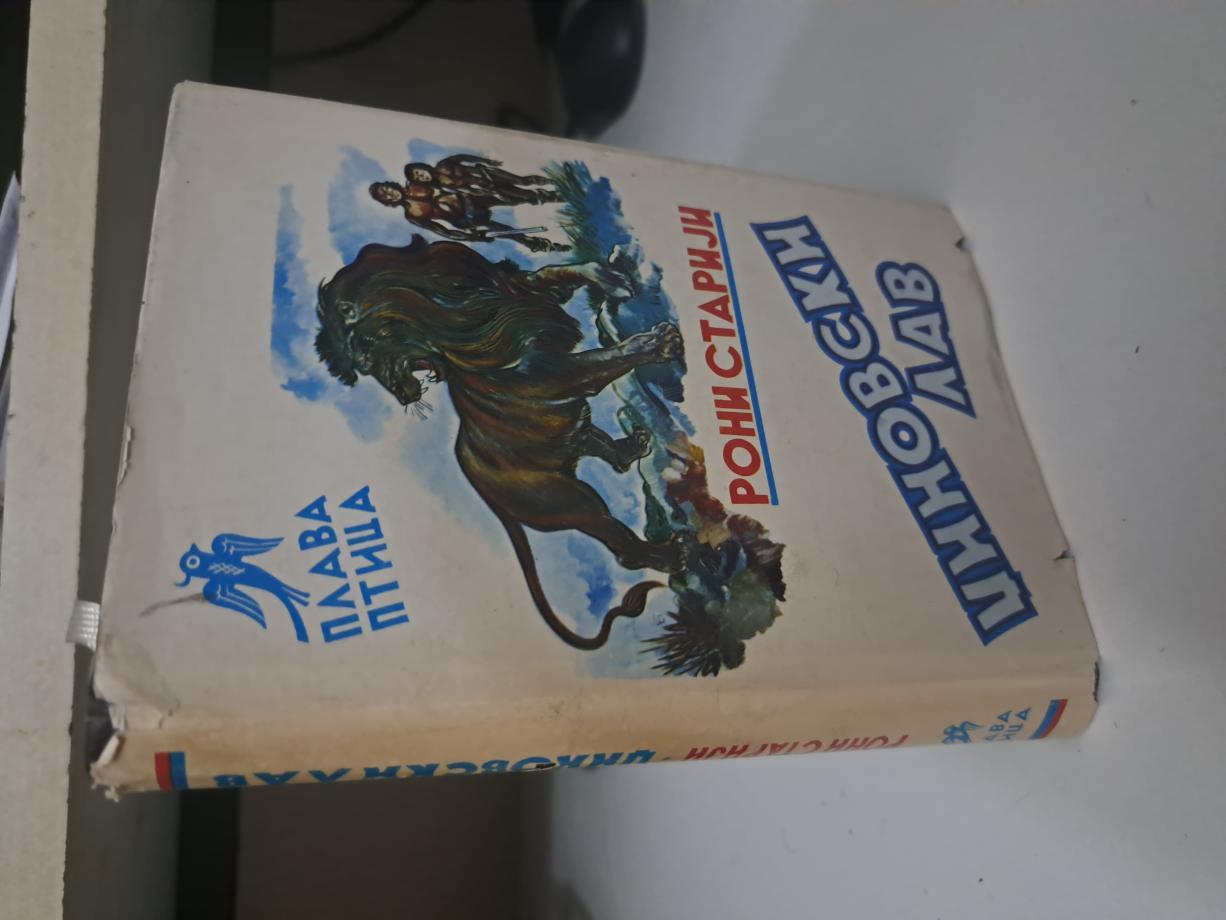 ПЛАВА
ПТИЦА
РОНИ СТАРИЈИ
ЏИНОВСКИ
ЛАВ
РОНИ СТАРИЈИ · ЏИНОВСКИ ЛАВ
ПЛАВА
ПТИЦА